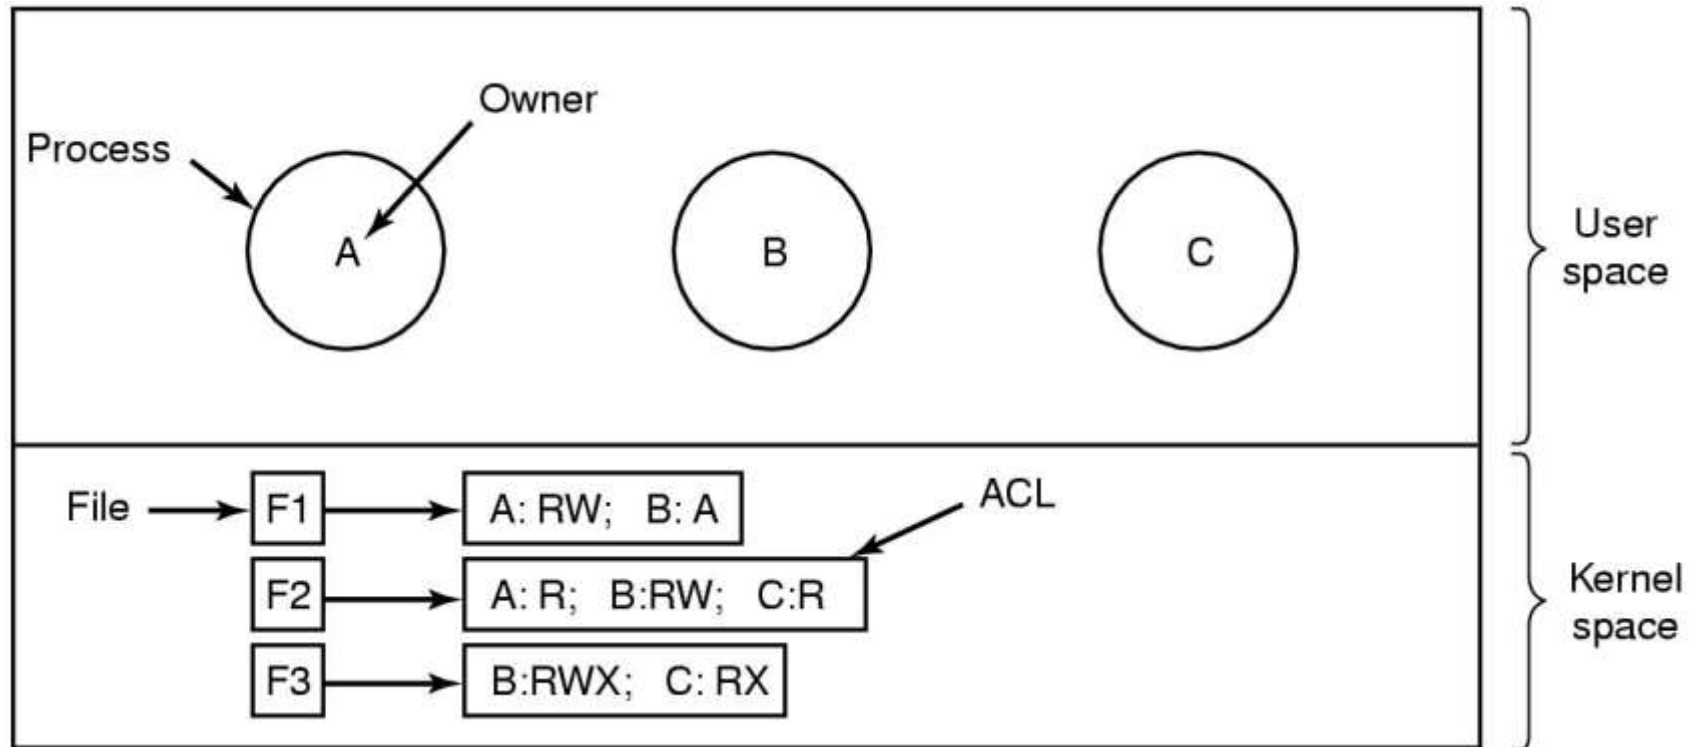 Owner
Process
A
B
C
User
space
File
F1
A: RW; B: A
ACL
F2
A: R; B:RW; C:R
F3
B:RWX; C: RX
Kernel
space